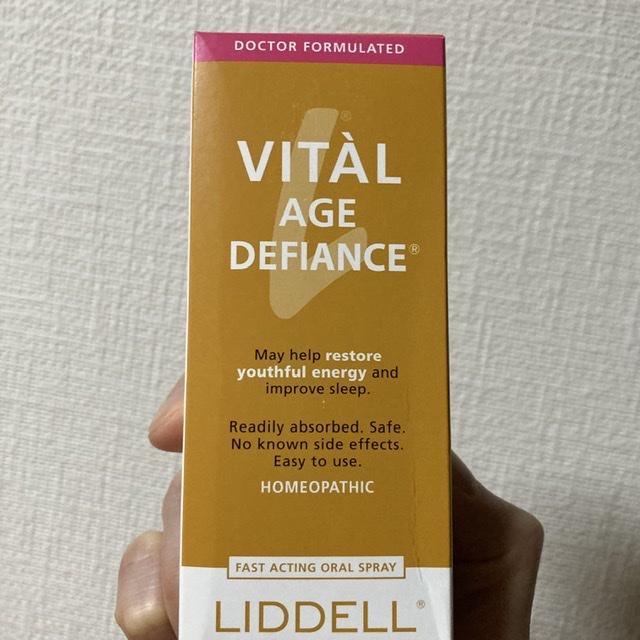 DOCTOR FORMULATED
VITÀL
AGE
DEFIANCE®
May help restore
youthful energy and
improve sleep.
Readily absorbed. Safe.
No known side effects.
Easy to use.
HOMEOPATHIC
FAST ACTING ORAL SPRAY
LIDDELL®